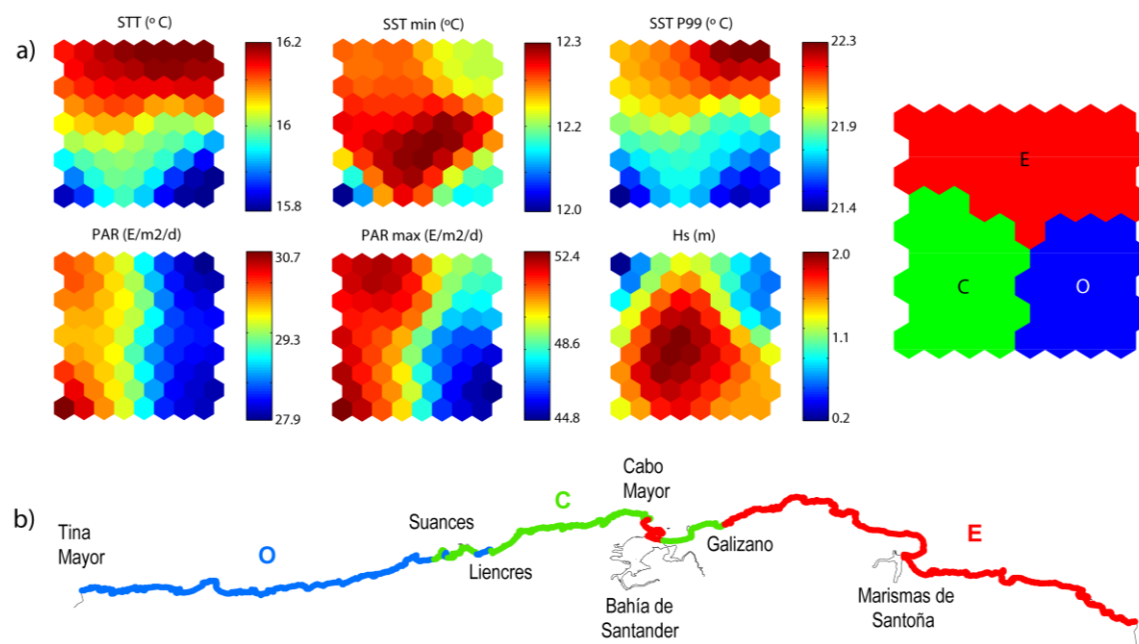 a)
STT (º C)
SST min (ºC)
SST P99 (º C)
16.2
16
15.8
12.3
12.2
12.0
22.3
21.9
21.4
E
C
O
PAR (E/m2/d)
PAR max (E/m2/d)
Hs (m)
30.7
29.3
27.9
52.4
48.6
44.8
2.0
1.1
0.2
b)
Tina
Mayor
O
Suances
Liencres
C
Cabo
Mayor
Bahía de
Santander
Galizano
Marismas de
Santoña
E